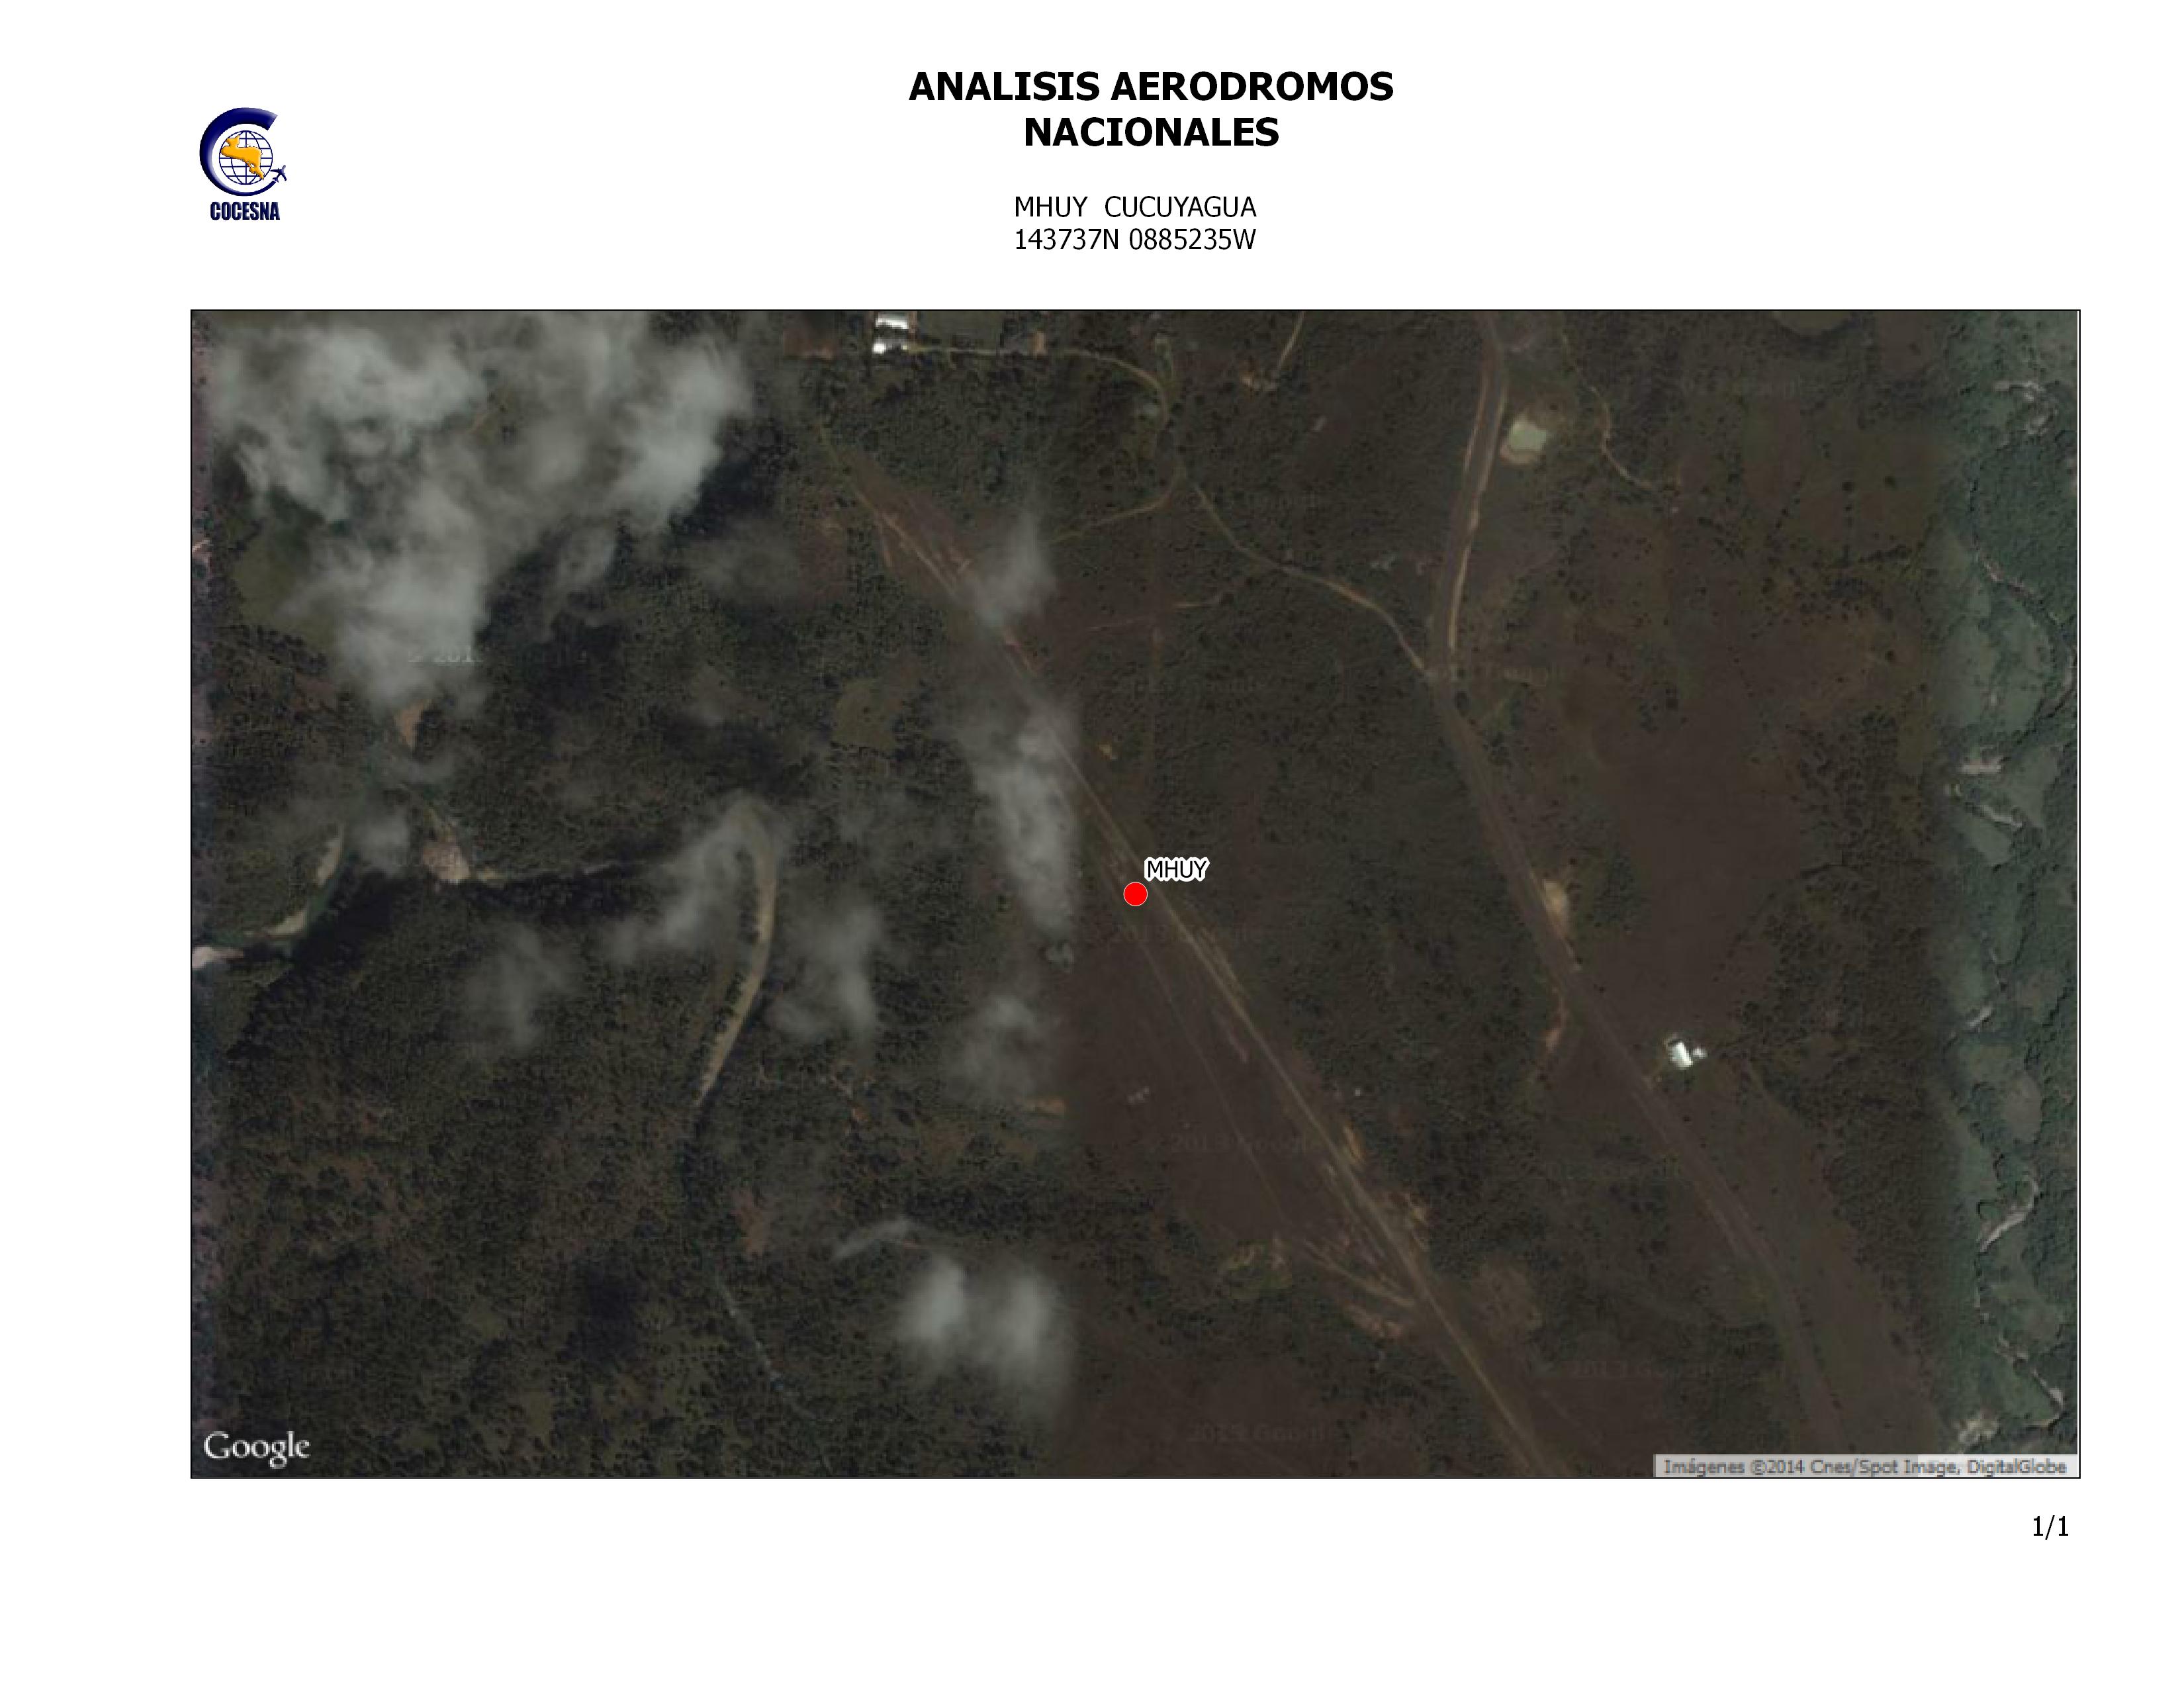 ANALISIS AERODROMOS
NACIONALES
COCESNA
MHUY CUCUYAGUA
143737N 0885235W
MHUY
Google
Imágenes ©2014 Cnes/Spot Image, DigitalGlobe
1/1